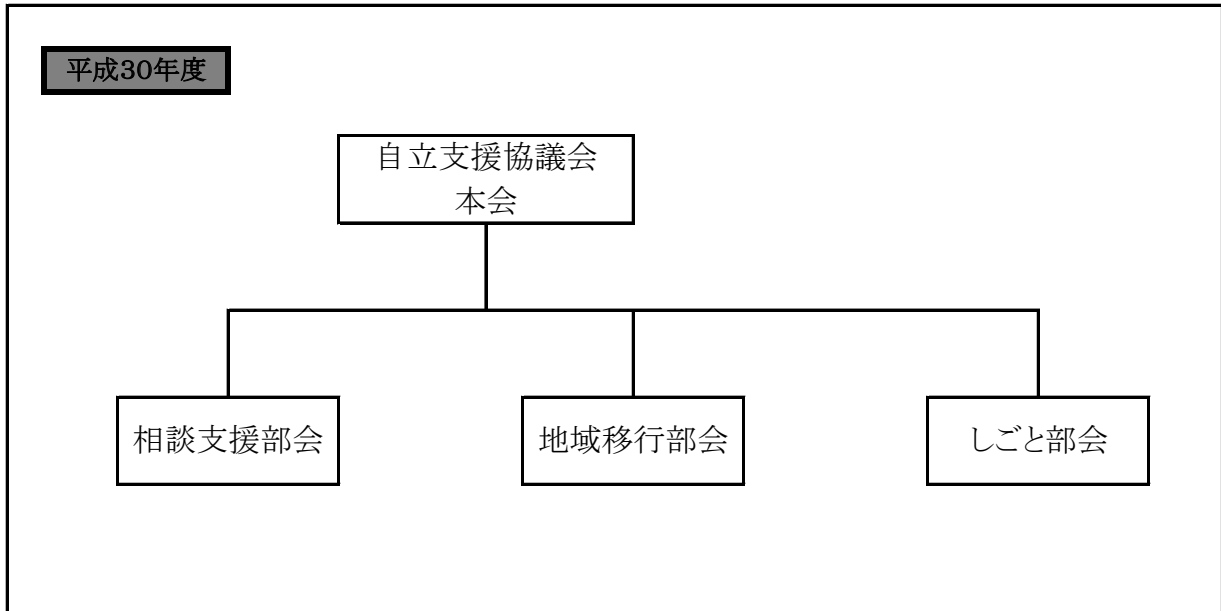 平成30年度
自立支援協議会
本会
相談支援部会
地域移行部会
しごと部会